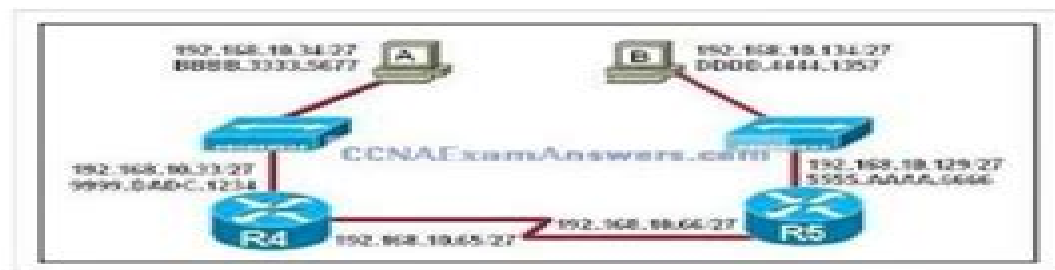 192.168.10.34/27
BBBB.3333.5677
A
B
192.168.10.134/27
DDDD.4444.1357
CCNAExamAnswers.com
192.168.10.33/27
9999.DADC.1234
192.168.10.129/27
5555.AAAA.6666
R4
192.168.10.65/27
192.168.10.66/27
R5